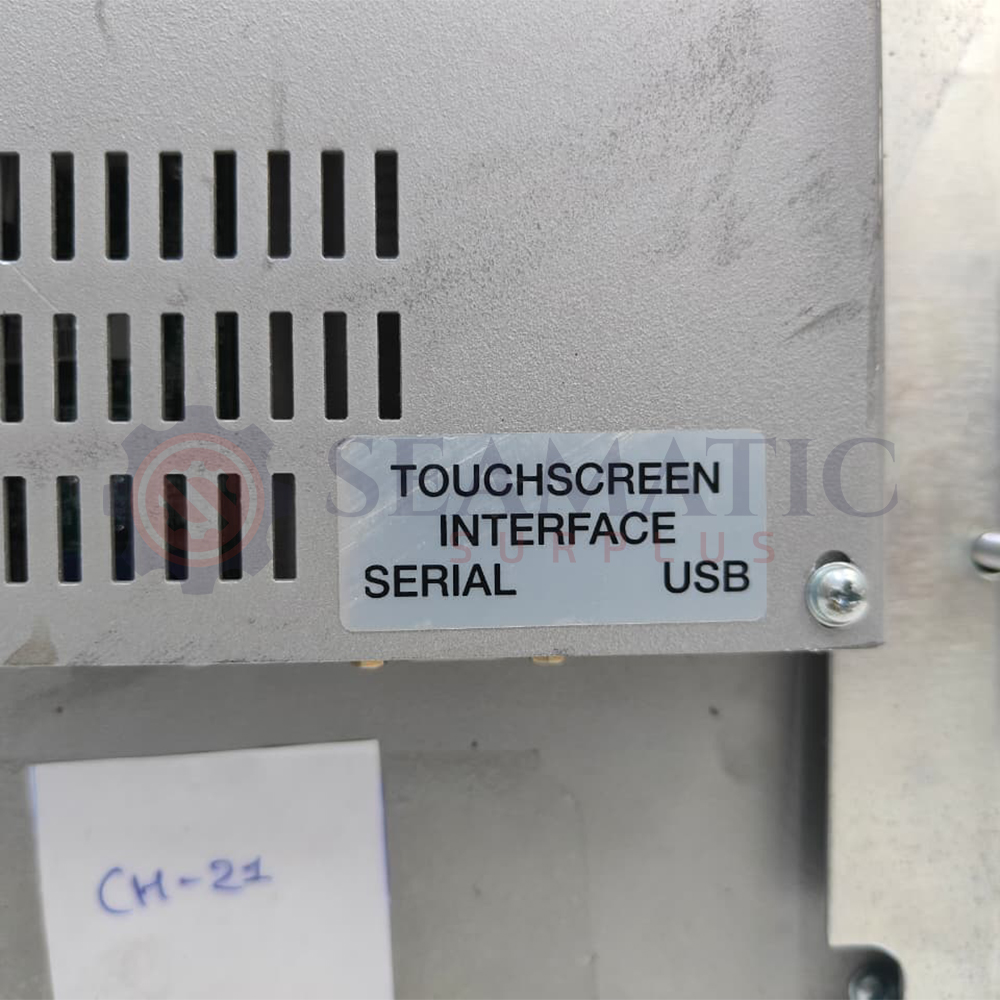 SEAMATIC
SURPLUS
TOUCHSCREEN
INTERFACE
SERIAL USB
CH-21